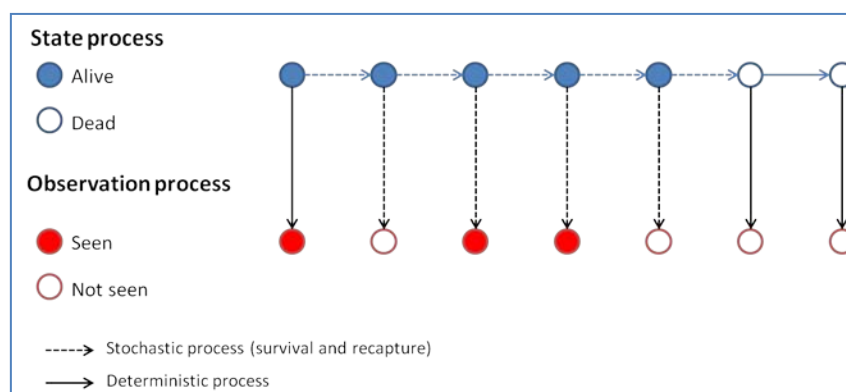 State process
Alive
Dead
Observation process
Seen
Not seen
Stochastic process (survival and recapture)
Deterministic process